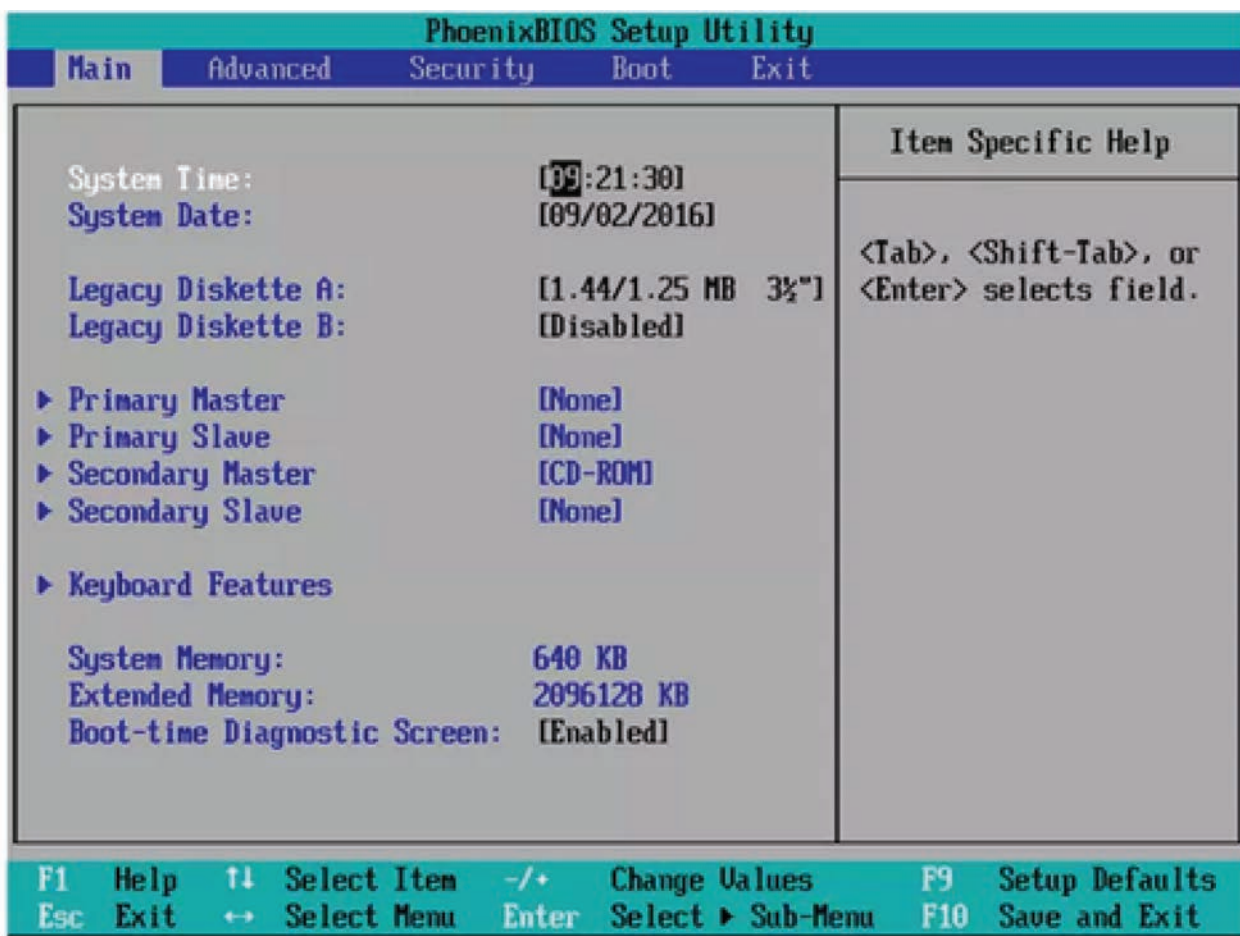 PhoenixBIOS Setup Utility
Main Advanced Security Boot Exit
Item Specific Help
System Time: [09:21:30]
System Date: [09/02/2016]
<Tab>, <Shift-Tab>, or
<Enter> selects field.
Legacy Diskette A: [1.44/1.25 MB 3½"]
Legacy Diskette B: [Disabled]
Primary Master [None]
Primary Slave [None]
Secondary Master [CD-ROM]
Secondary Slave [None]
Keyboard Features
System Memory: 640 KB
Extended Memory: 2096128 KB
Boot-time Diagnostic Screen: [Enabled]
F1 Help ↑↓ Select Item -/+ Change Values F9 Setup Defaults
Esc Exit ↔ Select Menu Enter Select ▶ Sub-Menu F10 Save and Exit